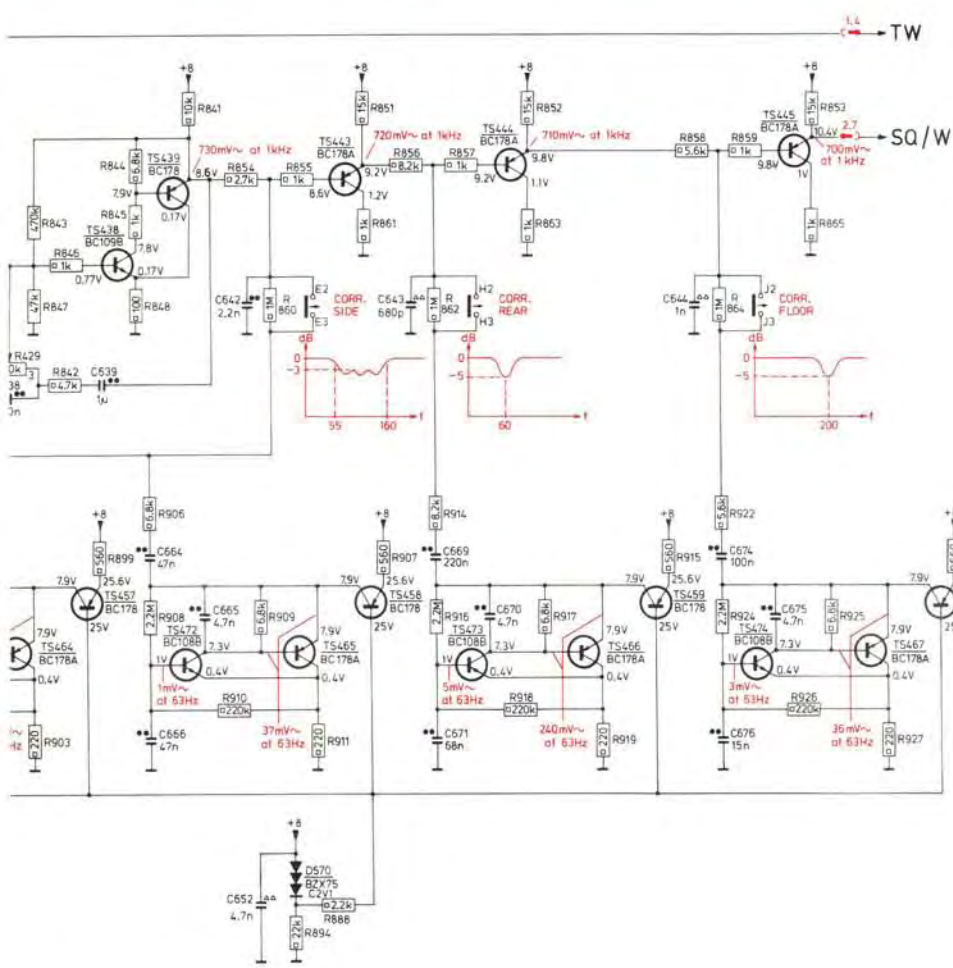 1.4
TW
+8
+8
+8
+8
10k R841
15k R851
15k R852
15k R853
R844 6.8k
TS439
BC178
8.6V
730mV~ at 1kHz
R854
2.7k
R855
1k
TS443
BC178A
720mV~ at 1kHz
9.2V
R856
8.2k
R857
1k
TS444
BC178A
710mV~ at 1kHz
9.8V
R858
5.6k
R859
1k
TS445
BC178A
10.4V
2.7
SQ/W
700mV~
at 1 kHz
7.9V
0.17V
8.6V
1.2V
9.2V
1.1V
9.8V
1V
470k R843
R845 1k
TS438
BC109B
7.8V
0.17V
R846
1k
0.77V
47k R847
100 R848
1k R861
1k R863
1k R865
C642
2.2n
1M
R
860
E2
E3
CORR.
SIDE
C643
680p
1M
R
862
H2
H3
CORR.
REAR
C644
1n
1M
R
864
J2
J3
CORR.
FLOOR
dB
0
-3
55
160
f
dB
0
-5
60
f
dB
0
-5
200
f
R429
0k
3
38
0n
R842
4.7k
C639
1µ
6.8k R906
8.2k R914
5.6k R922
+8
+8
+8
+8
560 R899
C664
47n
560 R907
C669
220n
560 R915
C674
100n
7.9V
25.6V
TS457
BC178
25V
7.9V
25.6V
TS458
BC178
25V
7.9V
25.6V
TS459
BC178
25V
7.9V
2.2M R908
C665
4.7n
6.8k R909
2.2M R916
C670
4.7n
6.8k R917
2.2M R924
C675
4.7n
6.8k R925
7.9V
TS464
BC178A
0.4V
TS472
BC108B
7.3V
1V
0.4V
7.9V
TS465
BC178A
0.4V
TS473
BC108B
7.3V
1V
0.4V
7.9V
TS466
BC178A
0.4V
TS474
BC108B
7.3V
1V
0.4V
7.9V
TS467
BC178A
0.4V
1mV~
at 63Hz
R910
220k
37mV~
at 63Hz
5mV~
at 63Hz
R918
220k
240mV~
at 63Hz
3mV~
at 63Hz
R926
220k
36mV~
at 63Hz
Hz
220 R903
C666
47n
220 R911
C671
68n
220 R919
C676
15n
220 R927
+8
C652
4.7n
D570
BZX75
C2V1
2.2k
R888
22k R894